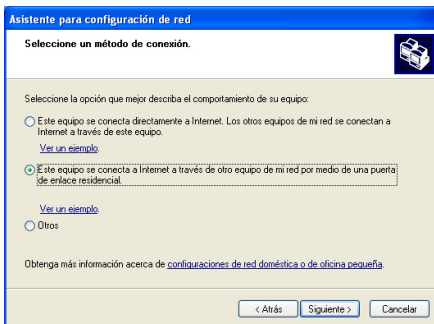 Asistente para configuración de red
Seleccione un método de conexión.
Seleccione la opción que mejor describa el comportamiento de su equipo:
Este equipo se conecta directamente a Internet. Los otros equipos de mi red se conectan a
Internet a través de este equipo.
Ver un ejemplo.
Este equipo se conecta a Internet a través de otro equipo de mi red por medio de una puerta
de enlace residencial.
Ver un ejemplo.
Otros
Obtenga más información acerca de configuraciones de red doméstica o de oficina pequeña.
< Atrás
Siguiente >
Cancelar